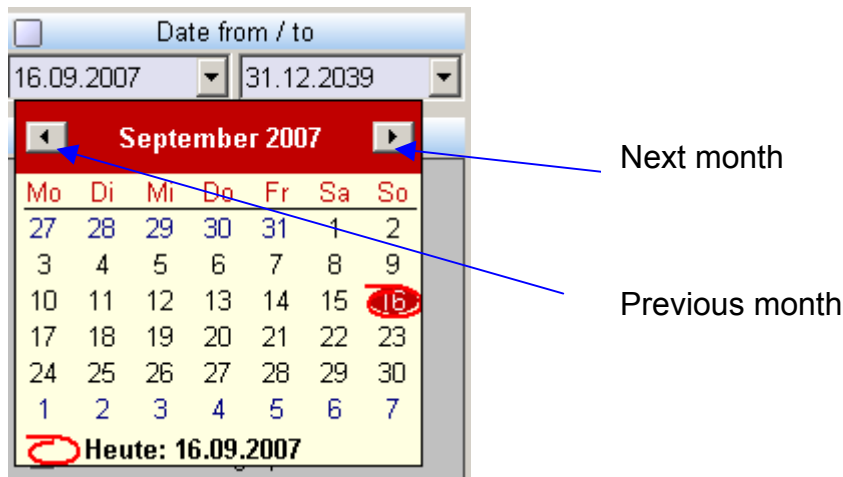 Date from / to
16.09.2007 31.12.2039
September 2007
Next month
Mo Di Mi Do Fr Sa So
27 28 29 30 31 1 2
3 4 5 6 7 8 9
10 11 12 13 14 15 16
Previous month
17 18 19 20 21 22 23
24 25 26 27 28 29 30
1 2 3 4 5 6 7
Heute: 16.09.2007